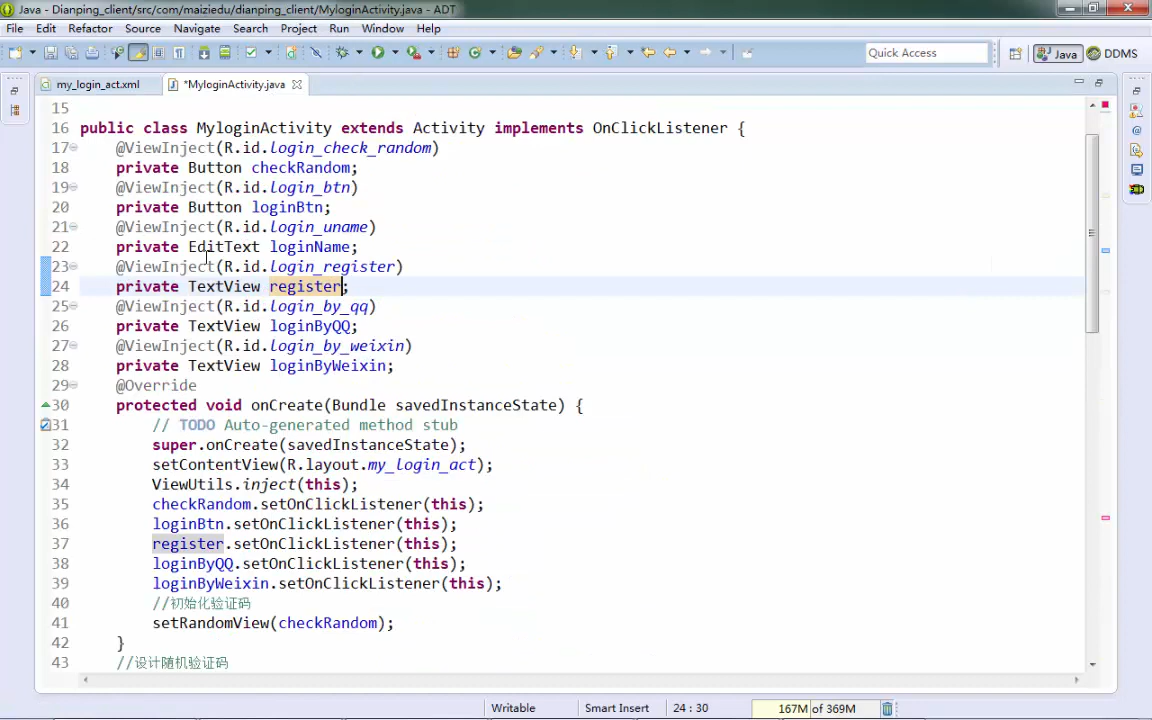 Java - Dianping_client/src/com/maiziedu/dianping_client/MyloginActivity.java - ADT
File Edit Refactor Source Navigate Search Project Run Window Help
Quick Access
Java
DDMS
my_login_act.xml
*MyloginActivity.java
15
16 public class MyloginActivity extends Activity implements OnClickListener {
17 @ViewInject(R.id.login_check_random)
18 private Button checkRandom;
19 @ViewInject(R.id.login_btn)
20 private Button loginBtn;
21 @ViewInject(R.id.login_uname)
22 private EditText loginName;
23 @ViewInject(R.id.login_register)
24 private TextView register;
25 @ViewInject(R.id.login_by_qq)
26 private TextView loginByQQ;
27 @ViewInject(R.id.login_by_weixin)
28 private TextView loginByWeixin;
29 @Override
30 protected void onCreate(Bundle savedInstanceState) {
31 // TODO Auto-generated method stub
32 super.onCreate(savedInstanceState);
33 setContentView(R.layout.my_login_act);
34 ViewUtils.inject(this);
35 checkRandom.setOnClickListener(this);
36 loginBtn.setOnClickListener(this);
37 register.setOnClickListener(this);
38 loginByQQ.setOnClickListener(this);
39 loginByWeixin.setOnClickListener(this);
40 //初始化验证码
41 setRandomView(checkRandom);
42 }
43 //设计随机验证码
Writable
Smart Insert
24 : 30
167M of 369M